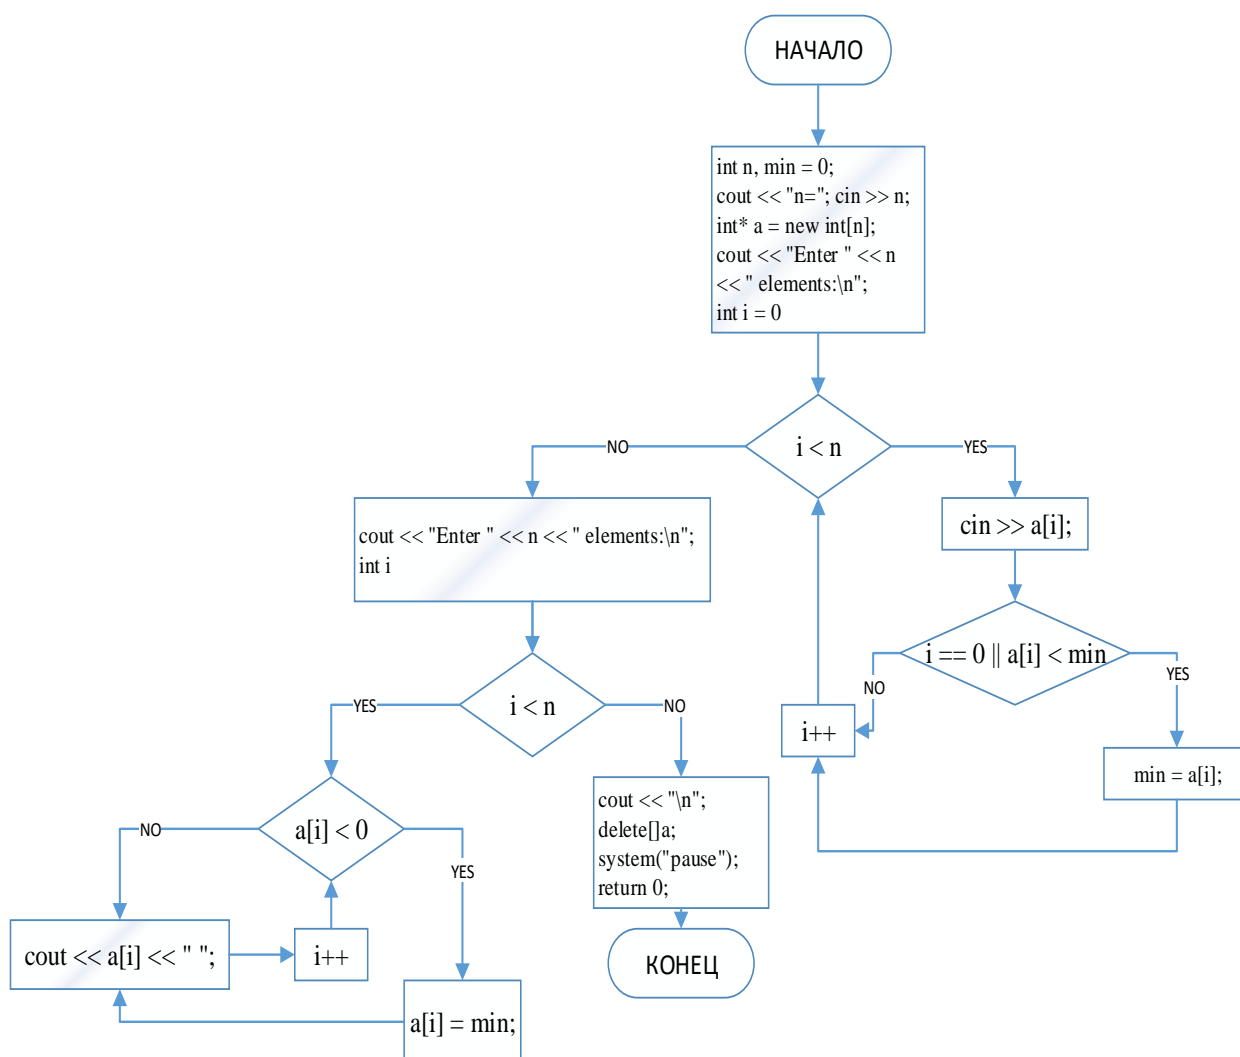 НАЧАЛО
int n, min = 0;
cout << "n="; cin >> n;
int* a = new int[n];
cout << "Enter " << n
<< " elements:\n";
int i = 0
i < n
NO
YES
cout << "Enter " << n << " elements:\n";
int i
cin >> a[i];
i == 0 || a[i] < min
NO
YES
i++
min = a[i];
i < n
YES
NO
a[i] < 0
NO
YES
cout << "\n";
delete[]a;
system("pause");
return 0;
cout << a[i] << " ";
i++
a[i] = min;
КОНЕЦ